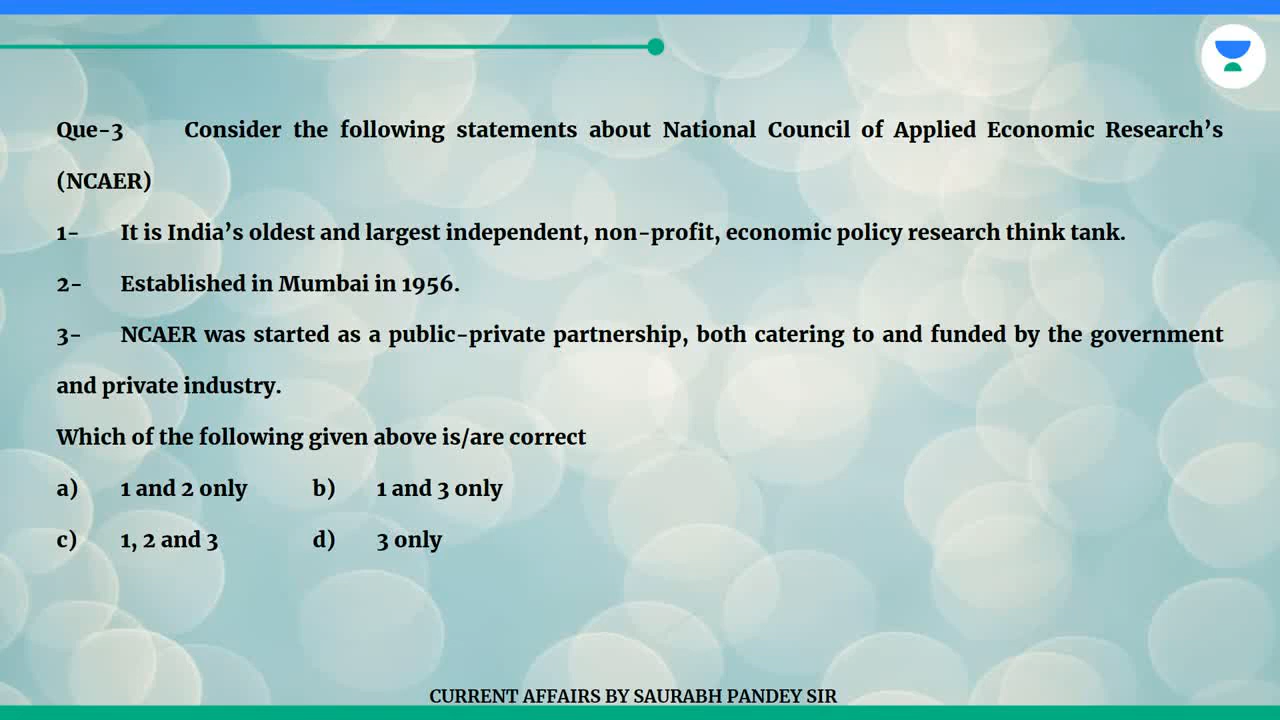 Que-3 Consider the following statements about National Council of Applied Economic Research’s
(NCAER)
1- It is India’s oldest and largest independent, non-profit, economic policy research think tank.
2- Established in Mumbai in 1956.
3- NCAER was started as a public-private partnership, both catering to and funded by the government
and private industry.
Which of the following given above is/are correct
a) 1 and 2 only b) 1 and 3 only
c) 1, 2 and 3 d) 3 only
CURRENT AFFAIRS BY SAURABH PANDEY SIR